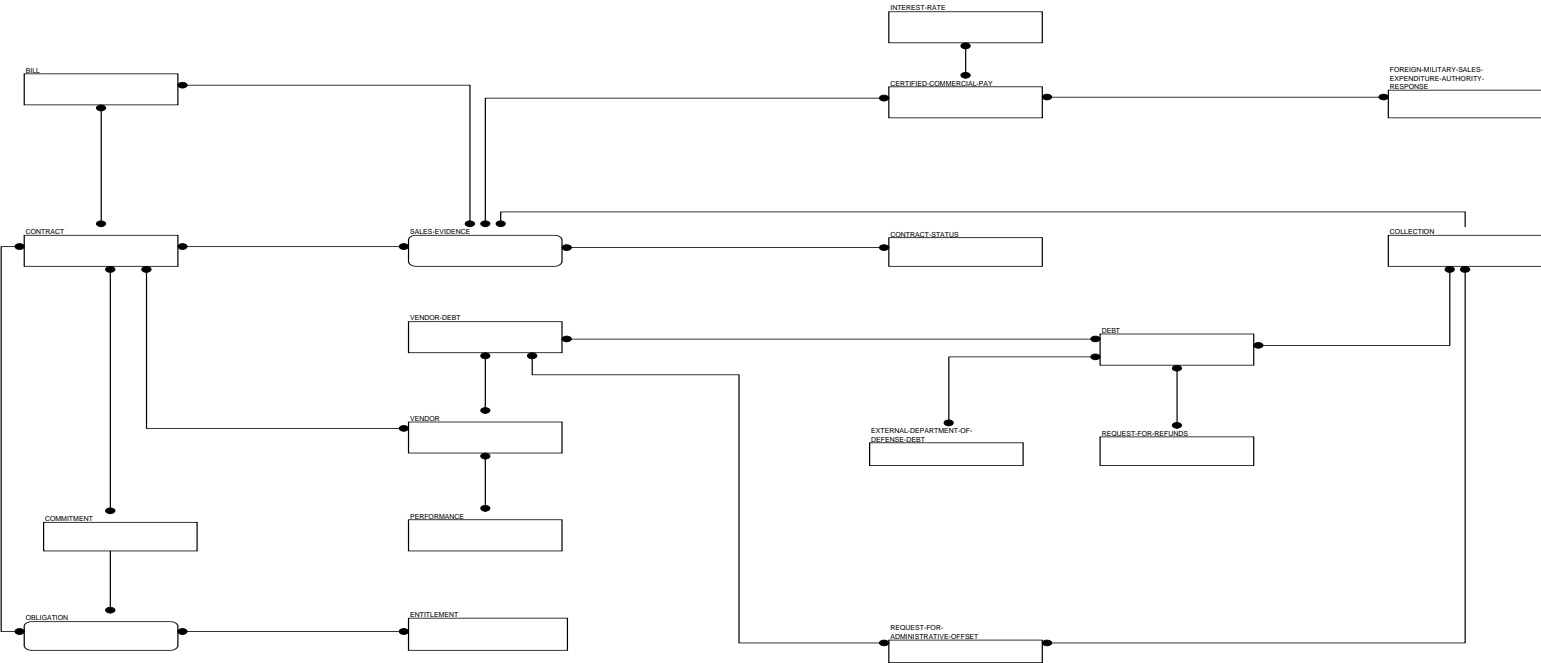 INTEREST-RATE
BILL
CERTIFIED-COMMERCIAL-PAY
FOREIGN-MILITARY-SALES-
EXPENDITURE-AUTHORITY-
RESPONSE
CONTRACT
SALES-EVIDENCE
CONTRACT-STATUS
COLLECTION
VENDOR-DEBT
DEBT
VENDOR
EXTERNAL-DEPARTMENT-OF-
DEFENSE-DEBT
REQUEST-FOR-REFUNDS
COMMITMENT
PERFORMANCE
OBLIGATION
ENTITLEMENT
REQUEST-FOR-
ADMINISTRATIVE-OFFSET